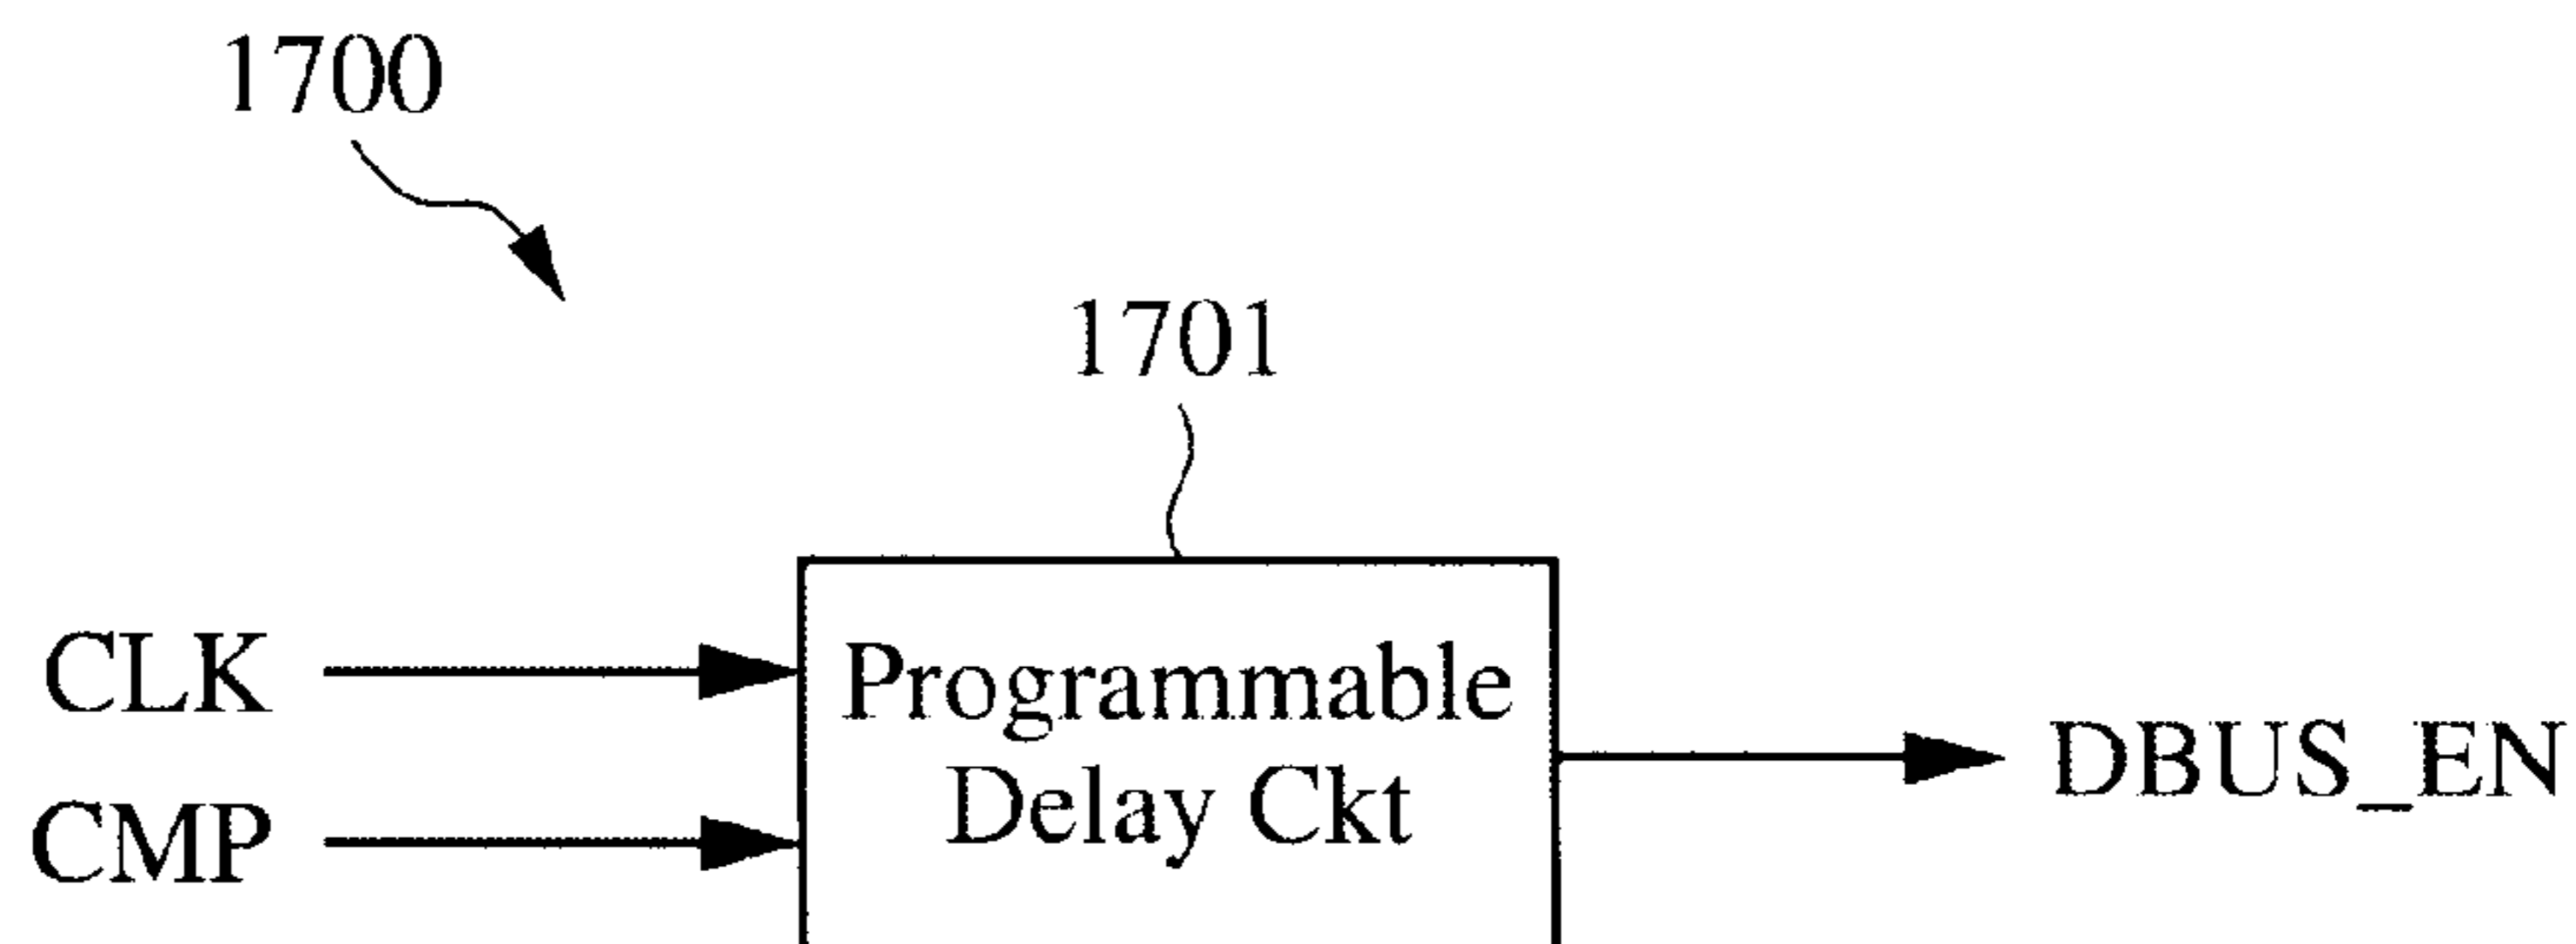 1700
1701
CLK
Programmable
DBUS_EN
CMP
Delay Ckt